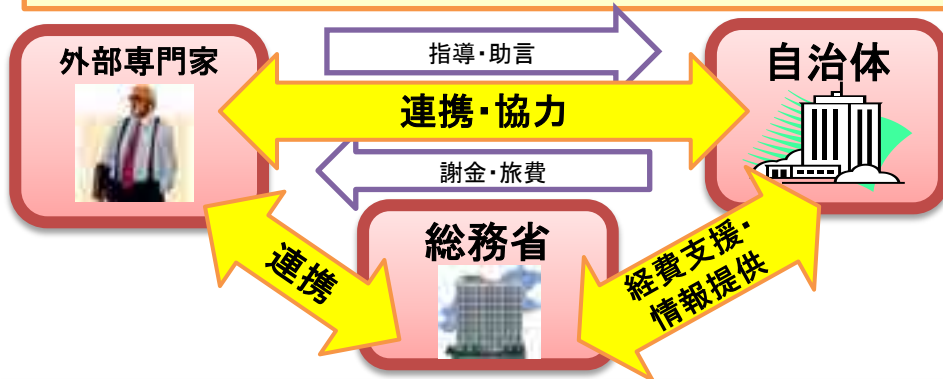 外部専門家
指導・助言
自治体
連携・協力
謝金・旅費
総務省
連携
経費支援・
情報提供